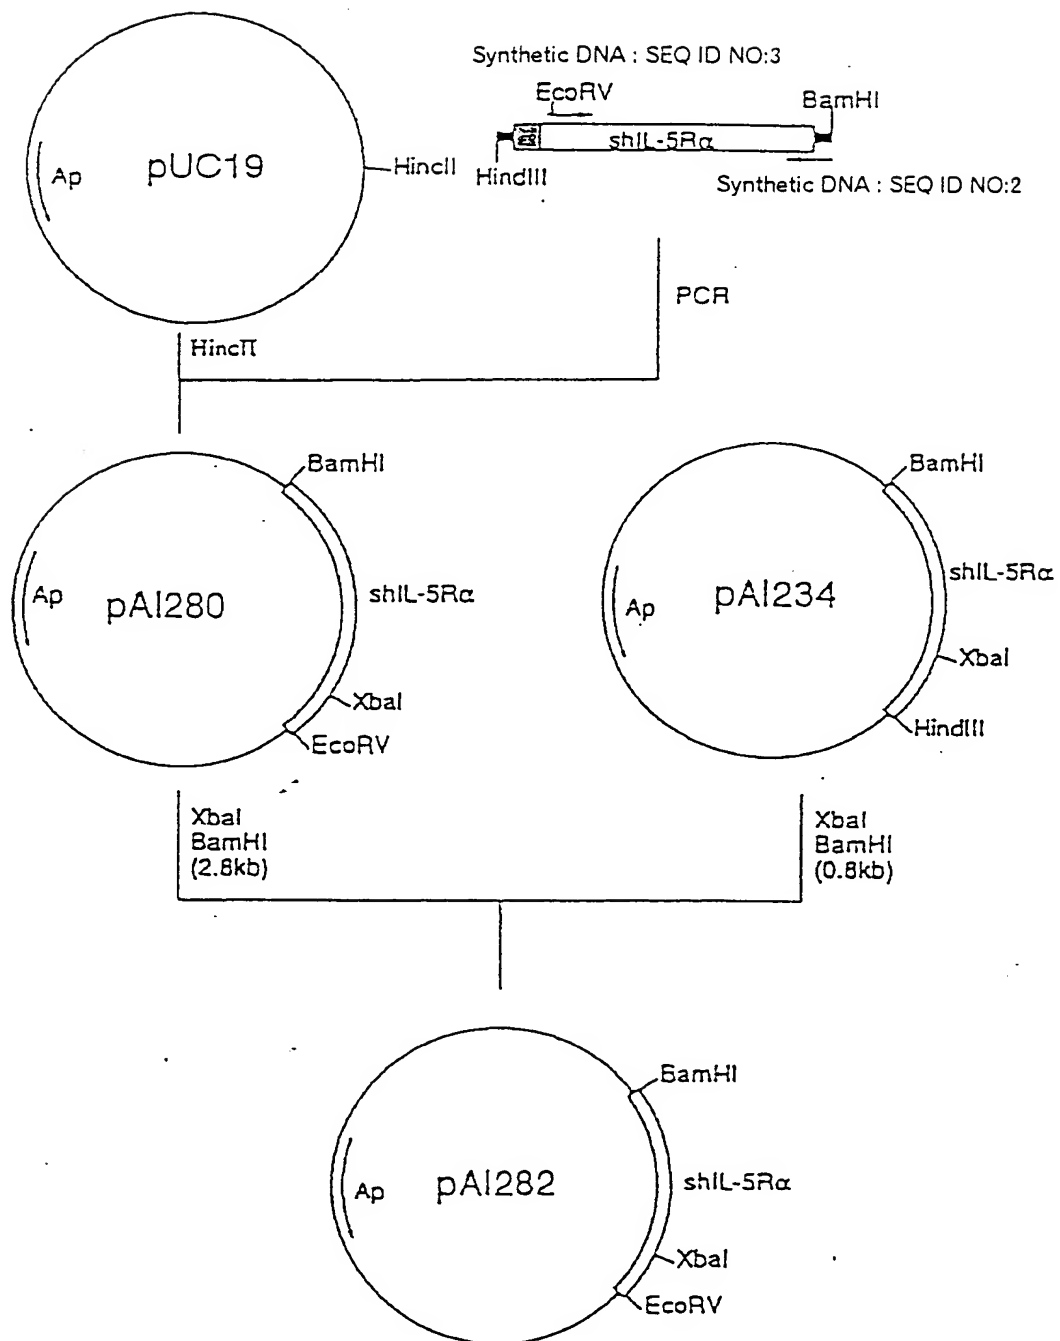 Synthetic DNA : SEQ ID NO:3
EcoRV
BamHI
shIL-5Rα
HindIII
Synthetic DNA : SEQ ID NO:2
Ap
pUC19
HincII
PCR
HincII
BamHI
Ap
pAI280
shIL-5Rα
XbaI
EcoRV
BamHI
Ap
pAI234
shIL-5Rα
XbaI
HindIII
XbaI
BamHI
(2.8kb)
XbaI
BamHI
(0.8kb)
BamHI
Ap
pAI282
shIL-5Rα
XbaI
EcoRV